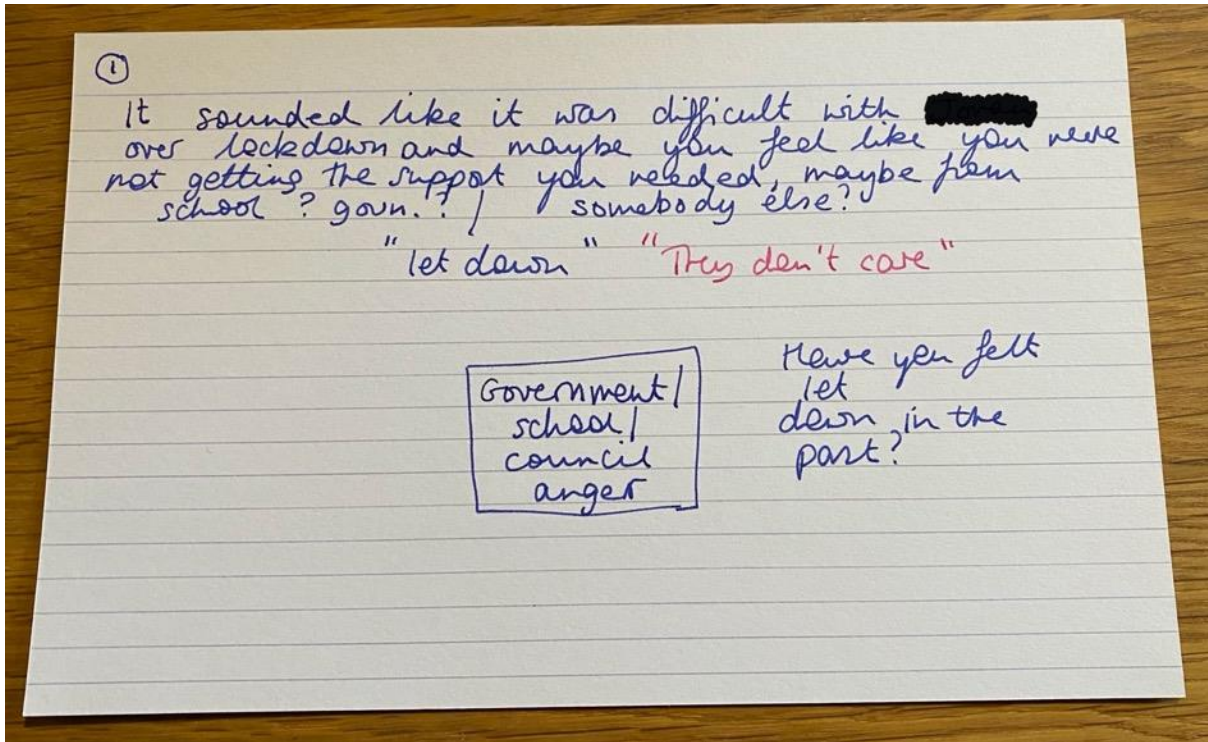 ①
It sounded like it was difficult with
over lockdown and maybe you feel like you were
not getting the support you needed, maybe from
school? govn.? / somebody else?
"let down" "They don't care"
Government/
school/
council
anger
Have you felt
let
down in the
past?